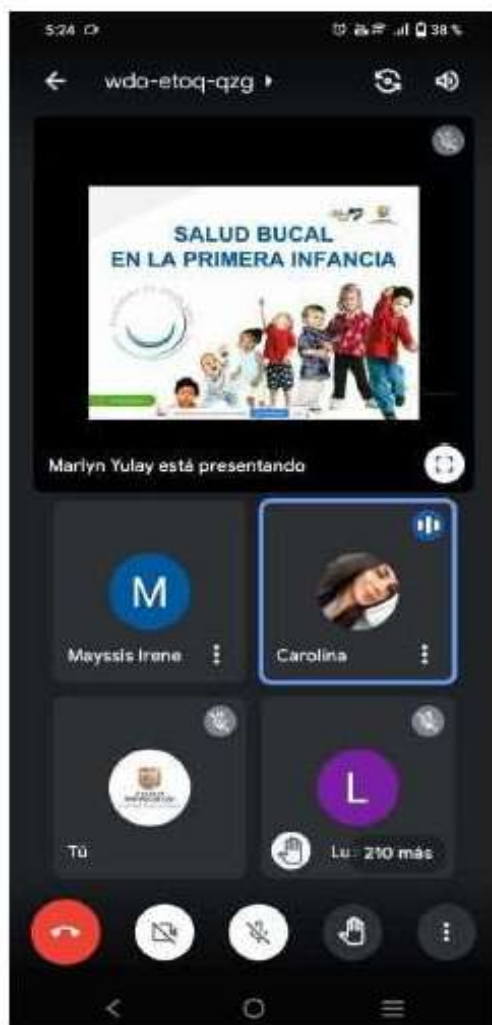 5:24
38 %
wdo-etoq-qzg
SALUD BUCAL
EN LA PRIMERA INFANCIA
Marlyn Yulay está presentando
M
Mayssis Irene
Carolina
Tú
L
Lu
210 más